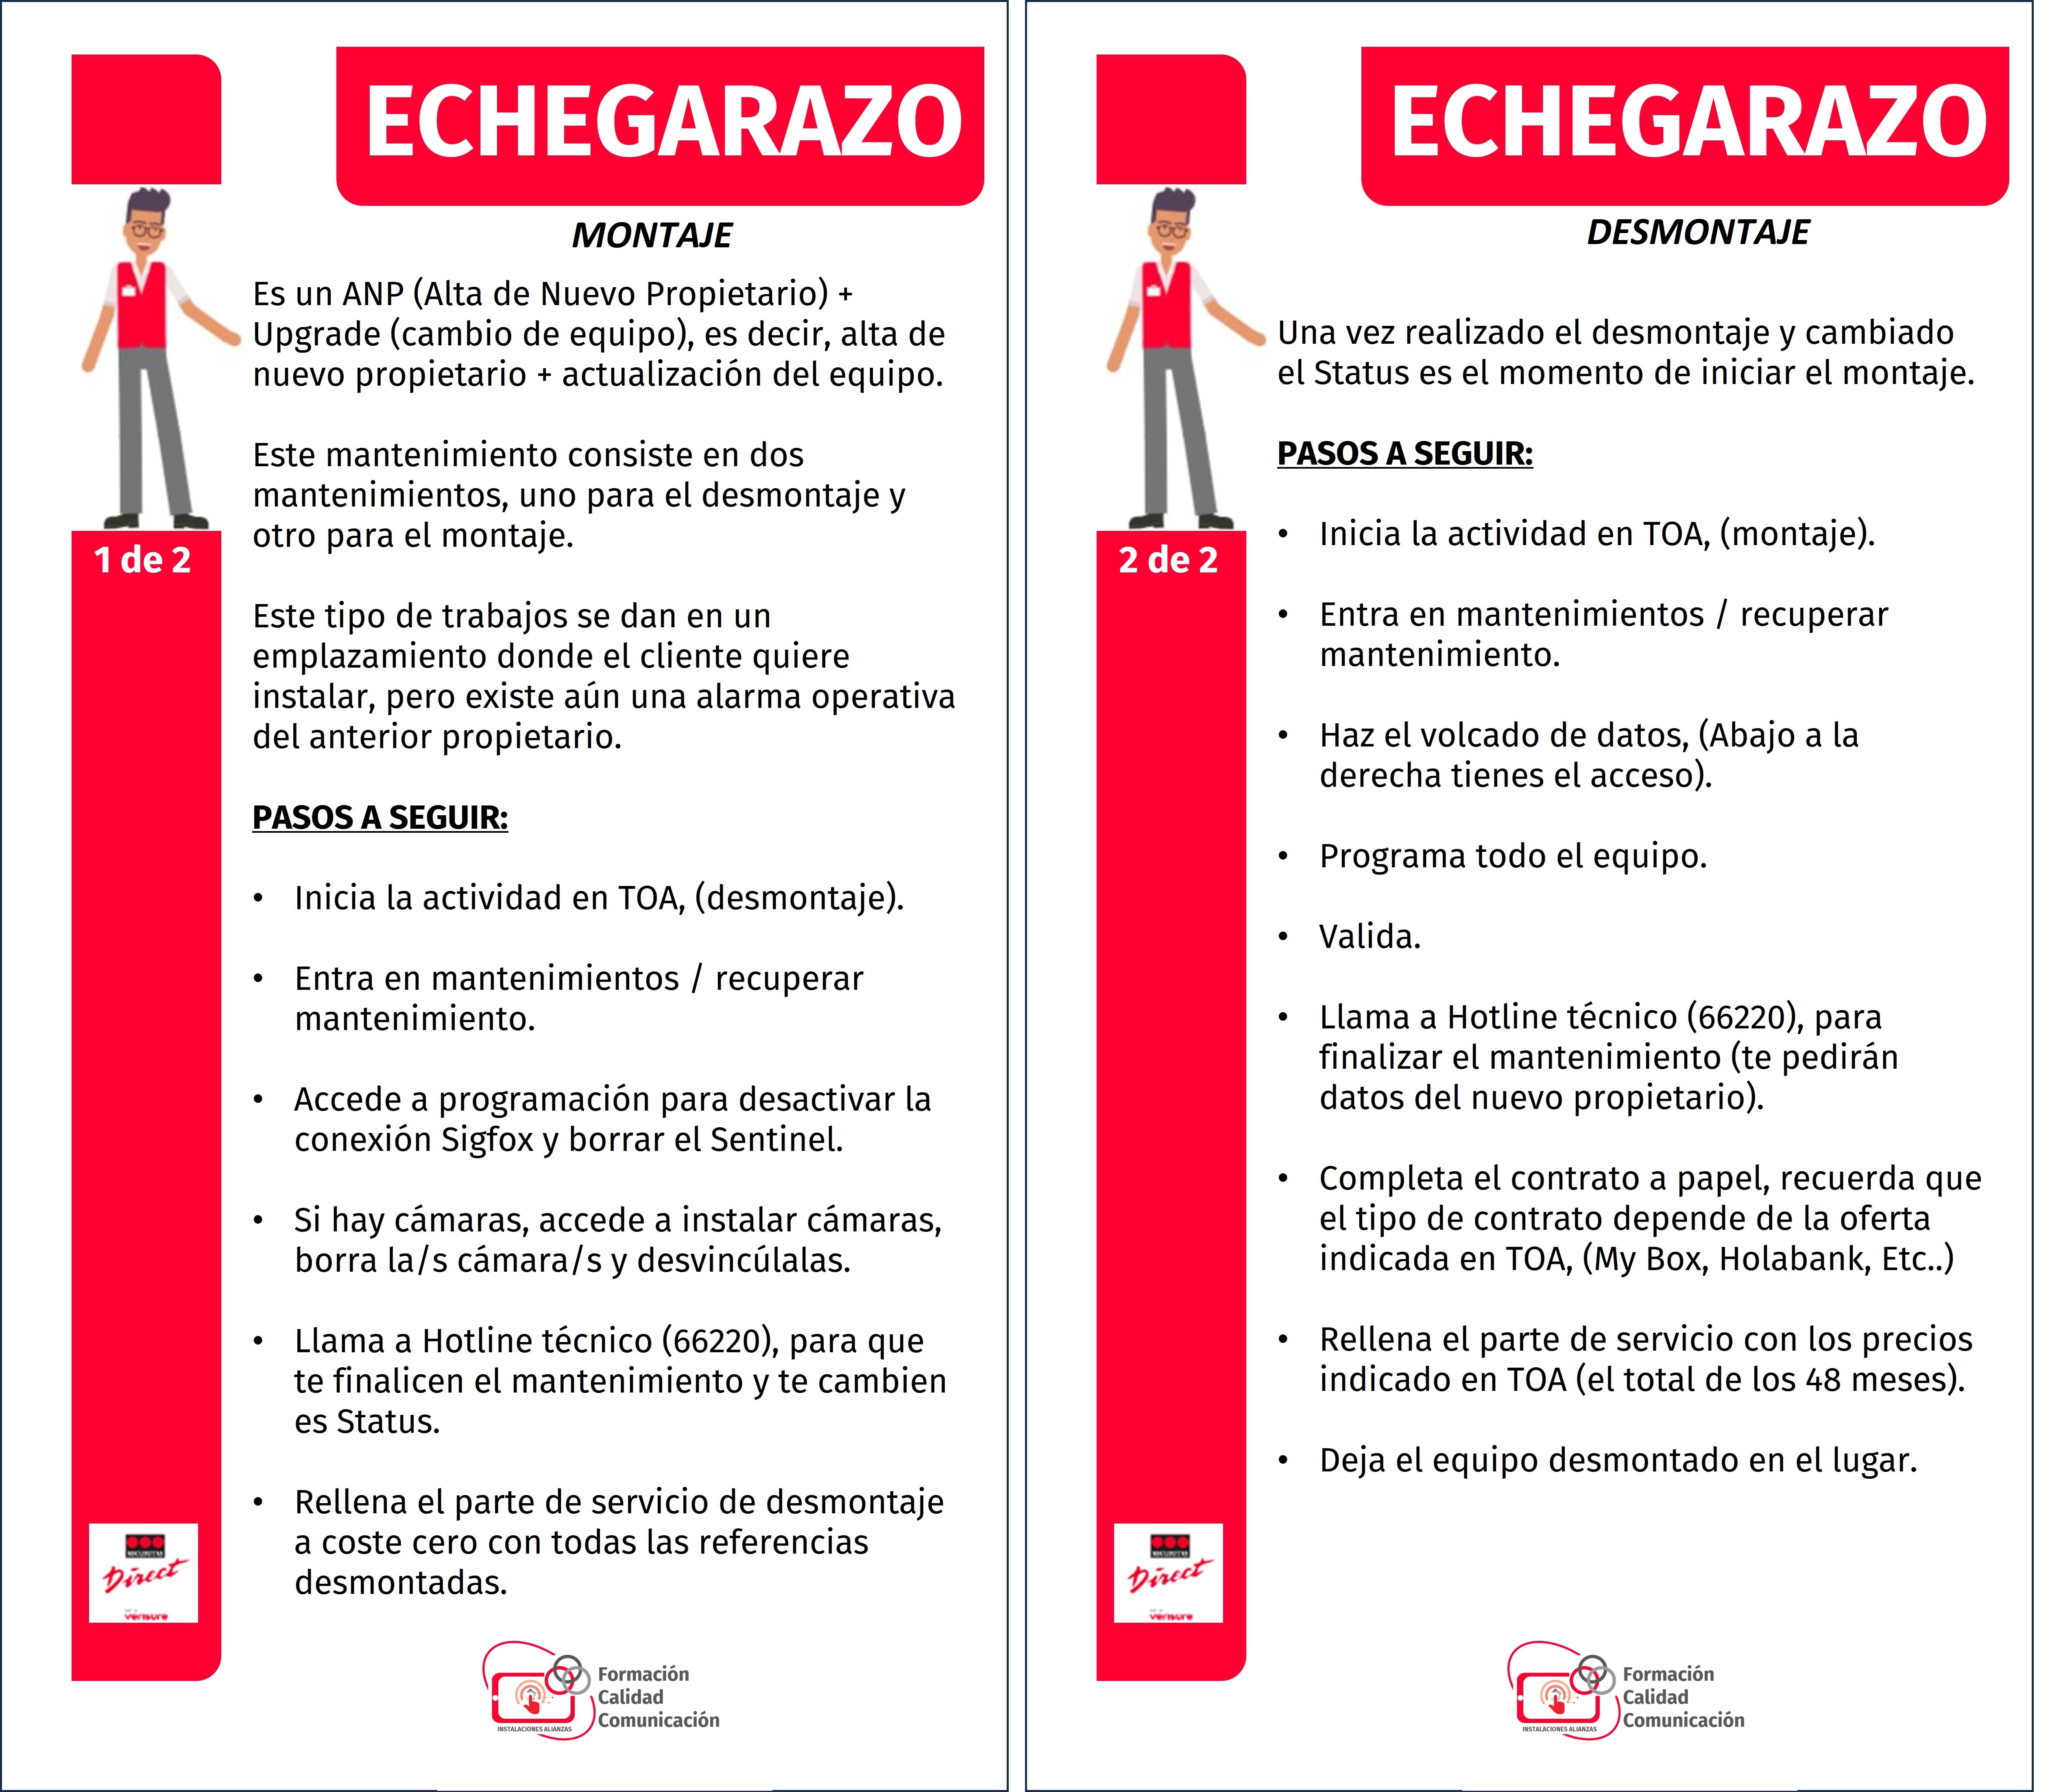 ECHEGARAZO
MONTAJE
Es un ANP (Alta de Nuevo Propietario) +
Upgrade (cambio de equipo), es decir, alta de
nuevo propietario + actualización del equipo.
Este mantenimiento consiste en dos
mantenimientos, uno para el desmontaje y
otro para el montaje.
1 de 2
Este tipo de trabajos se dan en un
emplazamiento donde el cliente quiere
instalar, pero existe aún una alarma operativa
del anterior propietario.
PASOS A SEGUIR:
• Inicia la actividad en TOA, (desmontaje).
• Entra en mantenimientos / recuperar
mantenimiento.
• Accede a programación para desactivar la
conexión Sigfox y borrar el Sentinel.
• Si hay cámaras, accede a instalar cámaras,
borra la/s cámara/s y desvincúlalas.
• Llama a Hotline técnico (66220), para que
te finalicen el mantenimiento y te cambien
es Status.
• Rellena el parte de servicio de desmontaje
a coste cero con todas las referencias
desmontadas.
SECURITAS
Direct
verisure
Formación
Calidad
Comunicación
INSTALACIONES ALIANZAS
ECHEGARAZO
DESMONTAJE
Una vez realizado el desmontaje y cambiado
el Status es el momento de iniciar el montaje.
PASOS A SEGUIR:
• Inicia la actividad en TOA, (montaje).
2 de 2
• Entra en mantenimientos / recuperar
mantenimiento.
• Haz el volcado de datos, (Abajo a la
derecha tienes el acceso).
• Programa todo el equipo.
• Valida.
• Llama a Hotline técnico (66220), para
finalizar el mantenimiento (te pedirán
datos del nuevo propietario).
• Completa el contrato a papel, recuerda que
el tipo de contrato depende de la oferta
indicada en TOA, (My Box, Holabank, Etc..)
• Rellena el parte de servicio con los precios
indicado en TOA (el total de los 48 meses).
• Deja el equipo desmontado en el lugar.
SECURITAS
Direct
verisure
Formación
Calidad
Comunicación
INSTALACIONES ALIANZAS